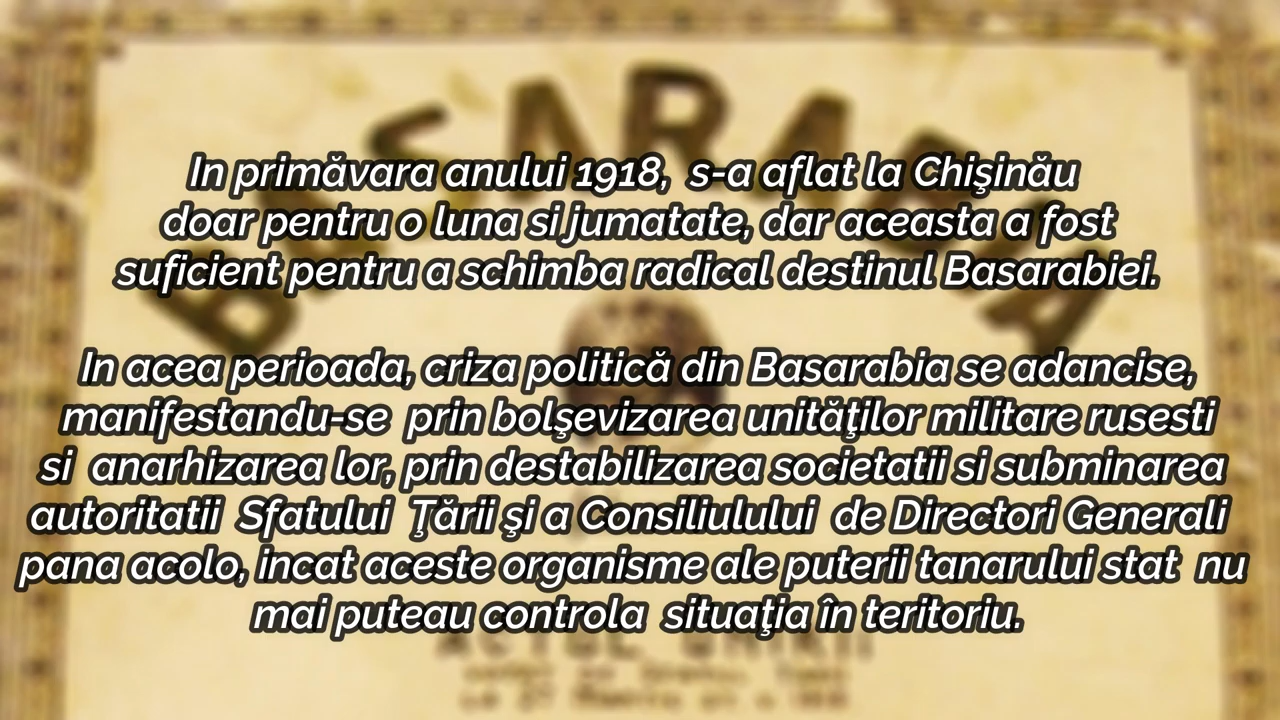 BASARABIA
In primăvara anului 1918, s-a aflat la Chişinău
doar pentru o luna si jumatate, dar aceasta a fost
suficient pentru a schimba radical destinul Basarabiei.
In acea perioada, criza politică din Basarabia se adancise,
manifestandu-se prin bolşevizarea unităţilor militare rusesti
si anarhizarea lor, prin destabilizarea societatii si subminarea
autoritatii Sfatului Ţării şi a Consiliulului de Directori Generali
pana acolo, incat aceste organisme ale puterii tanarului stat nu
mai puteau controla situaţia în teritoriu.
ACTUL UNIRII